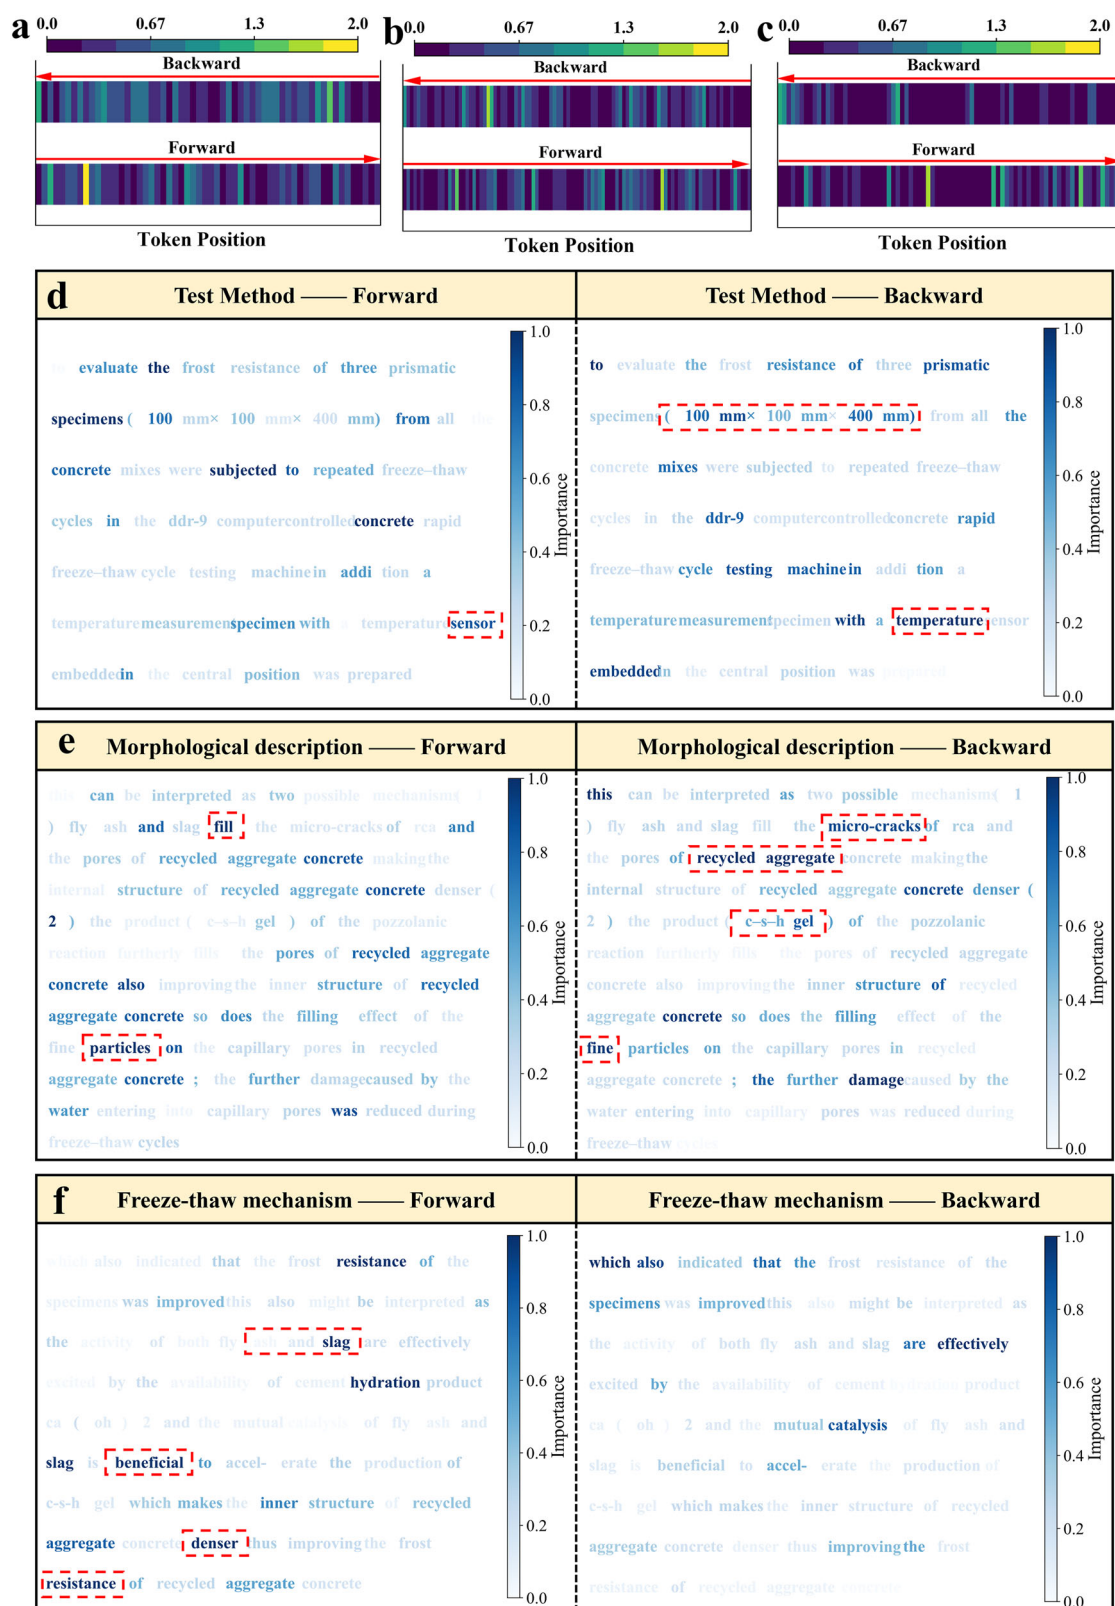 a
0.0 0.67 1.3 2.0
Backward
Forward
Token Position
b
0.0 0.67 1.3 2.0
Backward
Forward
Token Position
c
0.0 0.67 1.3 2.0
Backward
Forward
Token Position
d
Test Method —— Forward
to evaluate the frost resistance of three prismatic
specimens ( 100 mm× 100 mm× 400 mm) from all the
concrete mixes were subjected to repeated freeze–thaw
cycles in the ddr-9 computercontrolled concrete rapid
freeze–thaw cycle testing machine in addi tion a
temperature measurement specimen with a temperature sensor
embedded in the central position was prepared
1.0
0.8
0.6
0.4
0.2
0.0
Importance
Test Method —— Backward
to evaluate the frost resistance of three prismatic
specimens ( 100 mm× 100 mm× 400 mm) from all the
concrete mixes were subjected to repeated freeze–thaw
cycles in the ddr-9 computercontrolled concrete rapid
freeze–thaw cycle testing machine in addi tion a
temperature measurement specimen with a temperature sensor
embedded in the central position was prepared
1.0
0.8
0.6
0.4
0.2
0.0
Importance
e
Morphological description —— Forward
this can be interpreted as two possible mechanisms ( 1
) fly ash and slag fill the micro-cracks of rca and
the pores of recycled aggregate concrete making the
internal structure of recycled aggregate concrete denser (
2 ) the product ( c–s–h gel ) of the pozzolanic
reaction furtherly fills the pores of recycled aggregate
concrete also improving the inner structure of recycled
aggregate concrete so does the filling effect of the
fine particles on the capillary pores in recycled
aggregate concrete ; the further damage caused by the
water entering into capillary pores was reduced during
freeze–thaw cycles
1.0
0.8
0.6
0.4
0.2
0.0
Importance
Morphological description —— Backward
this can be interpreted as two possible mechanisms ( 1
) fly ash and slag fill the micro-cracks of rca and
the pores of recycled aggregate concrete making the
internal structure of recycled aggregate concrete denser (
2 ) the product ( c–s–h gel ) of the pozzolanic
reaction furtherly fills the pores of recycled aggregate
concrete also improving the inner structure of recycled
aggregate concrete so does the filling effect of the
fine particles on the capillary pores in recycled
aggregate concrete ; the further damage caused by the
water entering into capillary pores was reduced during
freeze–thaw cycles
1.0
0.8
0.6
0.4
0.2
0.0
Importance
f
Freeze-thaw mechanism —— Forward
which also indicated that the frost resistance of the
specimens was improved this also might be interpreted as
the activity of both fly ash and slag are effectively
excited by the availability of cement hydration product
ca ( oh ) 2 and the mutual catalysis of fly ash and
slag is beneficial to accel- erate the production of
c-s-h gel which makes the inner structure of recycled
aggregate concrete denser thus improving the frost
resistance of recycled aggregate concrete
1.0
0.8
0.6
0.4
0.2
0.0
Importance
Freeze-thaw mechanism —— Backward
which also indicated that the frost resistance of the
specimens was improved this also might be interpreted as
the activity of both fly ash and slag are effectively
excited by the availability of cement hydration product
ca ( oh ) 2 and the mutual catalysis of fly ash and
slag is beneficial to accel- erate the production of
c-s-h gel which makes the inner structure of recycled
aggregate concrete denser thus improving the frost
resistance of recycled aggregate concrete
1.0
0.8
0.6
0.4
0.2
0.0
Importance